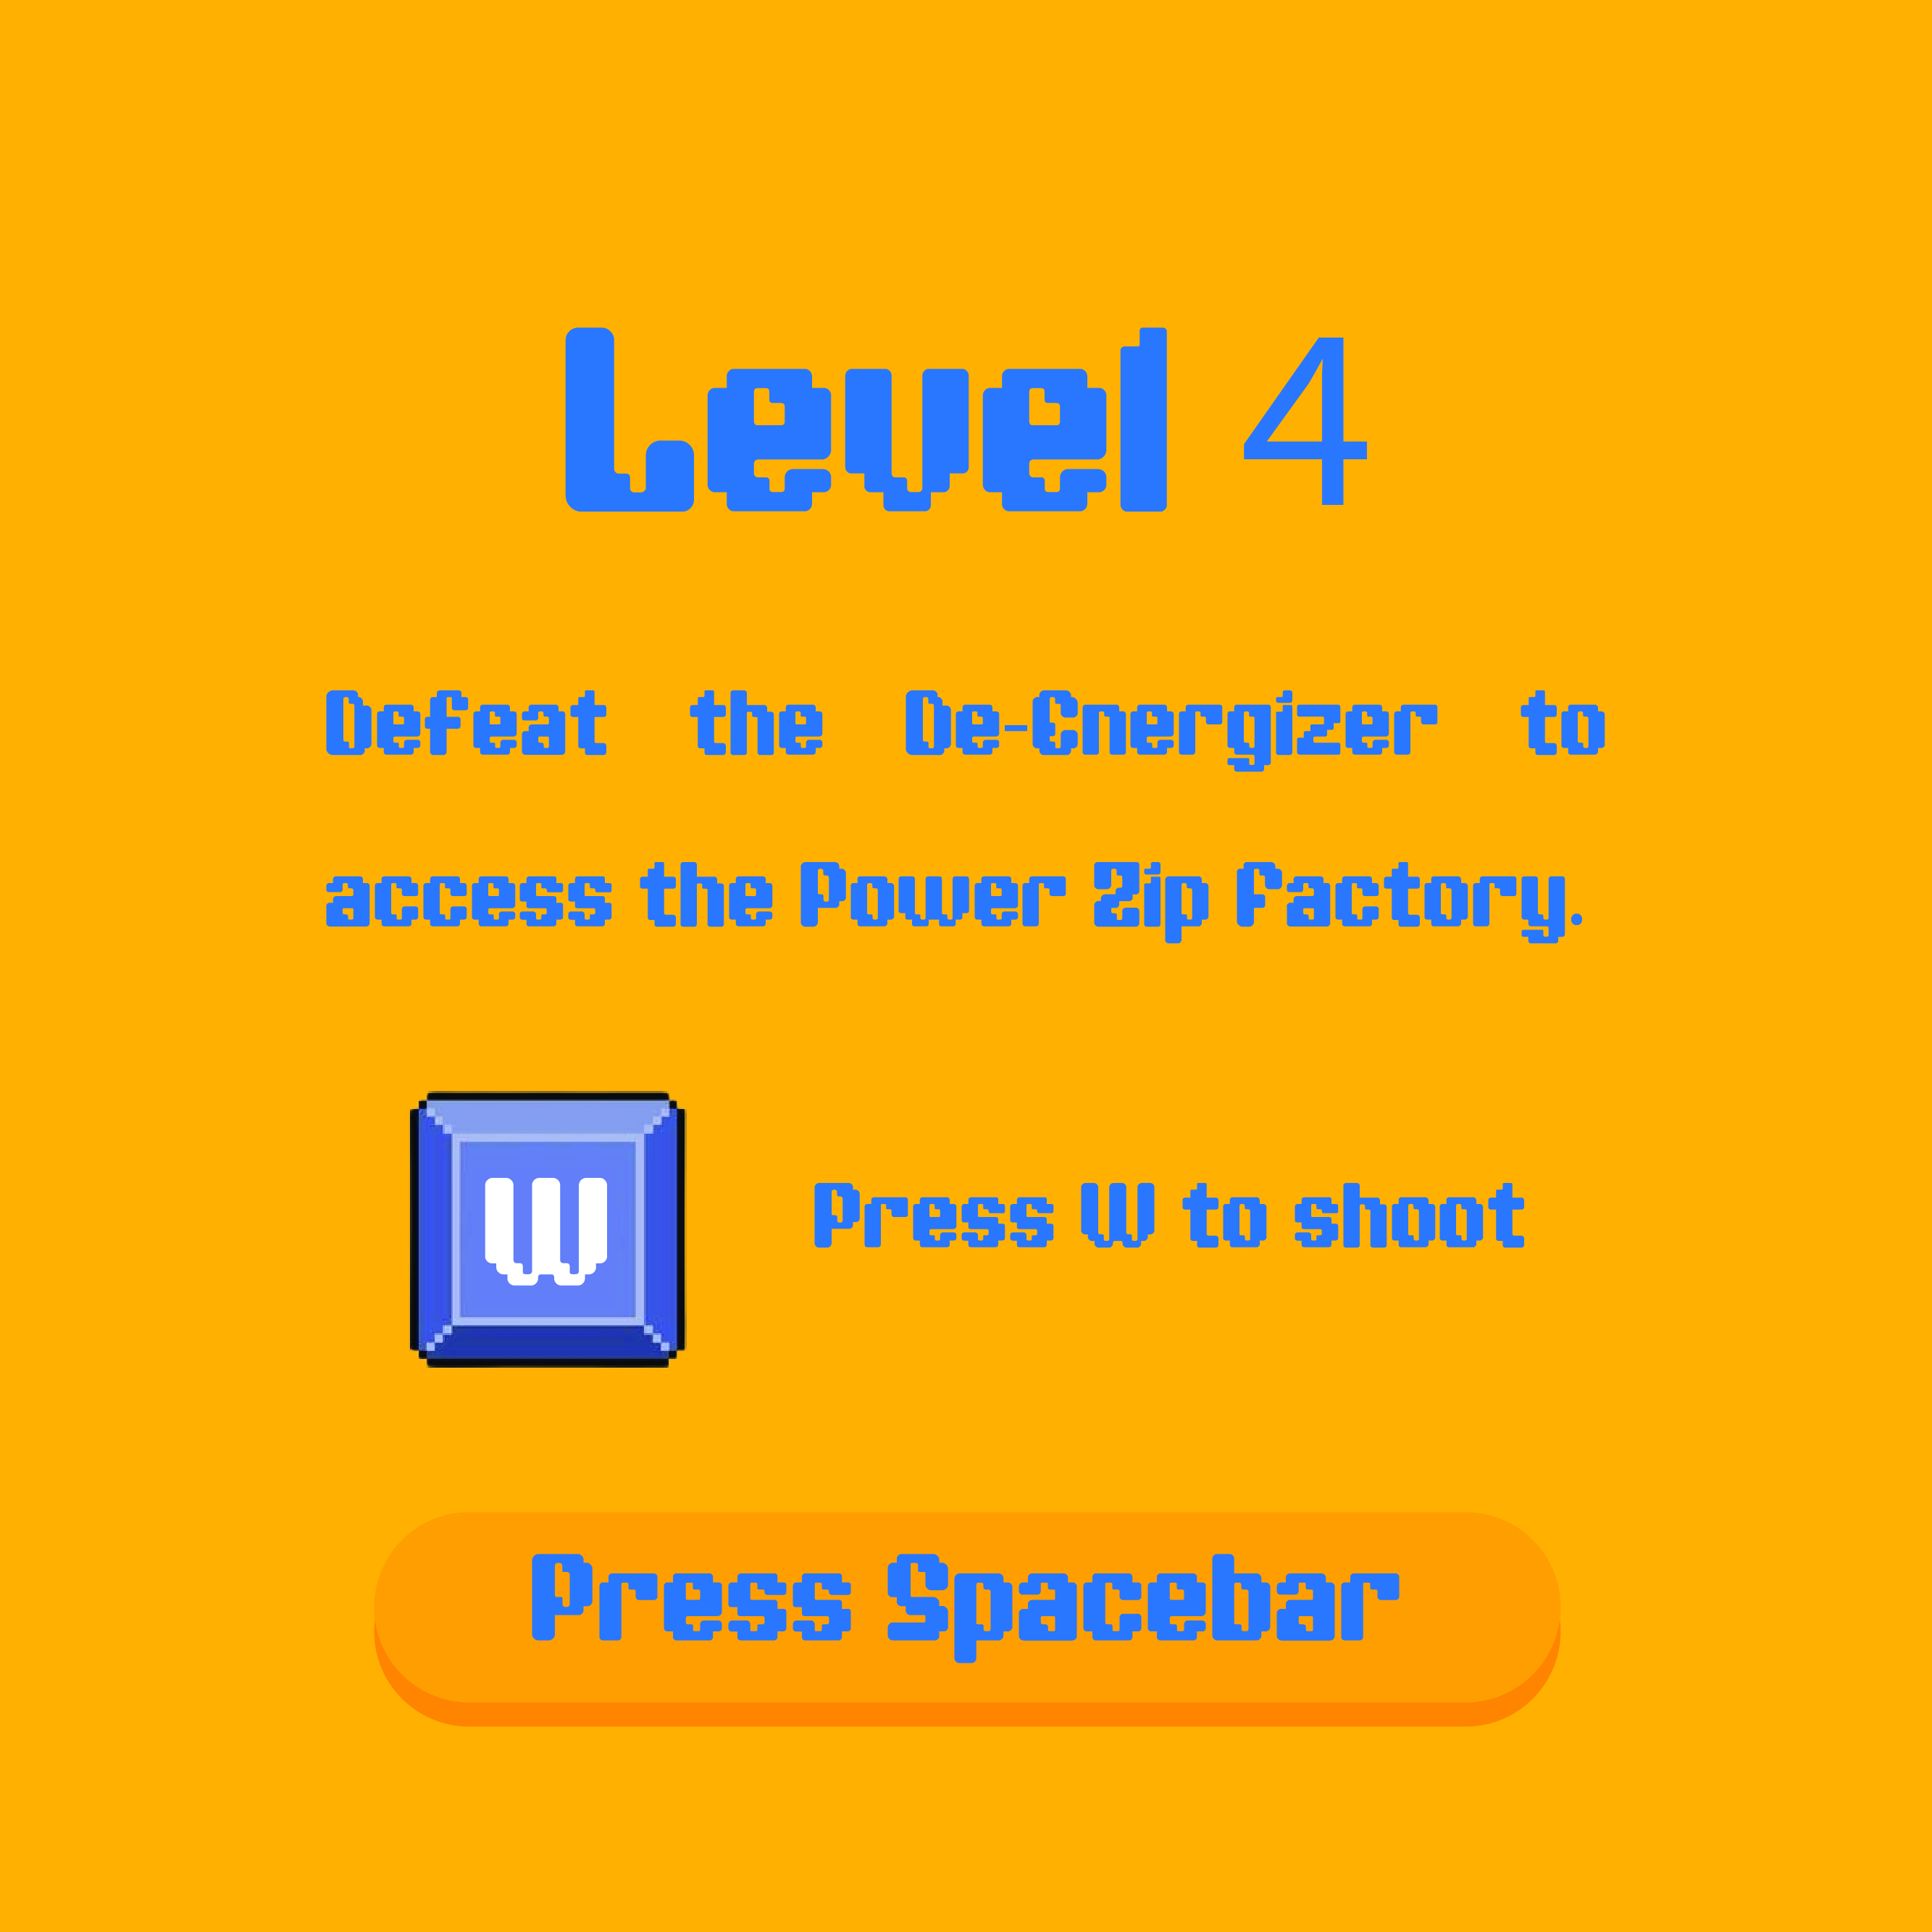 Level 4
Defeat the De-Energizer to
access the Power Zip Factory.
W
Press W to shoot
Press Spacebar